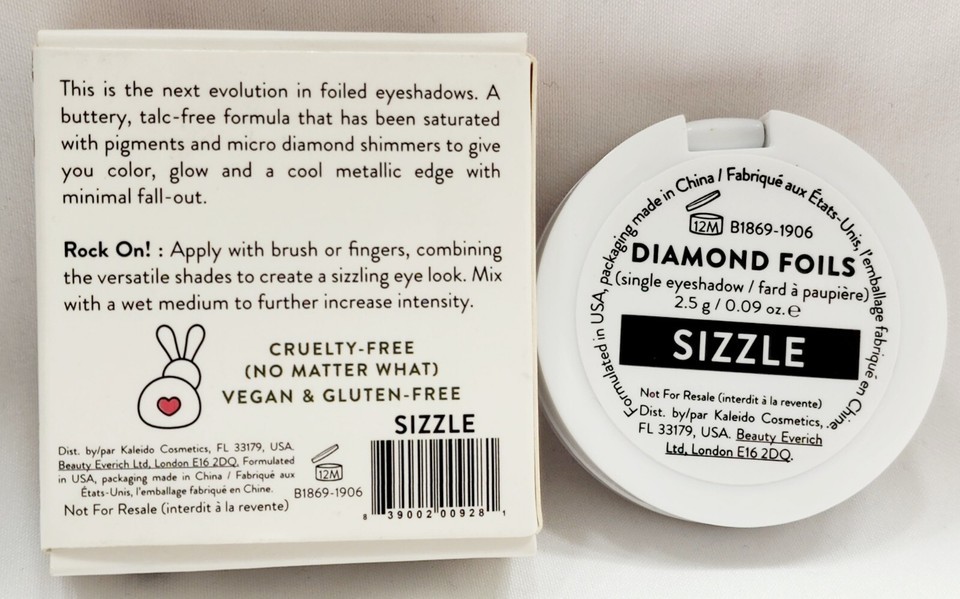 This is the next evolution in foiled eyeshadows. A
buttery, talc-free formula that has been saturated
with pigments and micro diamond shimmers to give
you color, glow and a cool metallic edge with
minimal fall-out.
Rock On! : Apply with brush or fingers, combining
the versatile shades to create a sizzling eye look. Mix
with a wet medium to further increase intensity.
CRUELTY-FREE
(NO MATTER WHAT)
VEGAN & GLUTEN-FREE
SIZZLE
Dist. by/par Kaleido Cosmetics, FL 33179, USA.
Beauty Everich Ltd, London E16 2DQ. Formulated
in USA, packaging made in China / Fabriqué aux
États-Unis, l'emballage fabriqué en Chine.
Not For Resale (interdit à la revente)
12M
B1869-1906
8 39002 00928 1
Formulated in USA, packaging made in China / Fabriqué aux États-Unis, l'emballage fabriqué en Chine.
12M B1869-1906
DIAMOND FOILS
(single eyeshadow / fard à paupière)
2.5 g / 0.09 oz. ℮
SIZZLE
Not For Resale (interdit à la revente)
Dist. by/par Kaleido Cosmetics,
FL 33179, USA. Beauty Everich
Ltd, London E16 2DQ.